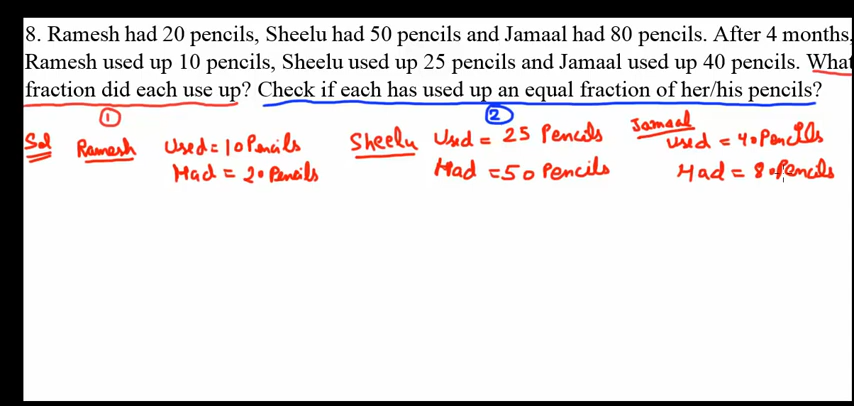 8. Ramesh had 20 pencils, Sheelu had 50 pencils and Jamaal had 80 pencils. After 4 months,
Ramesh used up 10 pencils, Sheelu used up 25 pencils and Jamaal used up 40 pencils. What
fraction did each use up? Check if each has used up an equal fraction of her/his pencils?
1 2
Sol Ramesh Used = 10 Pencils Sheelu Used = 25 Pencils Jamaal Used = 40 Pencils
Had = 20 Pencils Had = 50 Pencils Had = 80 Pencils